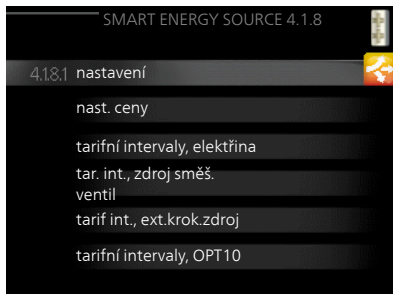 SMART ENERGY SOURCE 4.1.8
4.1.8.1 nastavení
nast. ceny
tarifní intervaly, elektřina
tar. int., zdroj směš.
ventil
tarif int., ext.krok.zdroj
tarifní intervaly, OPT10